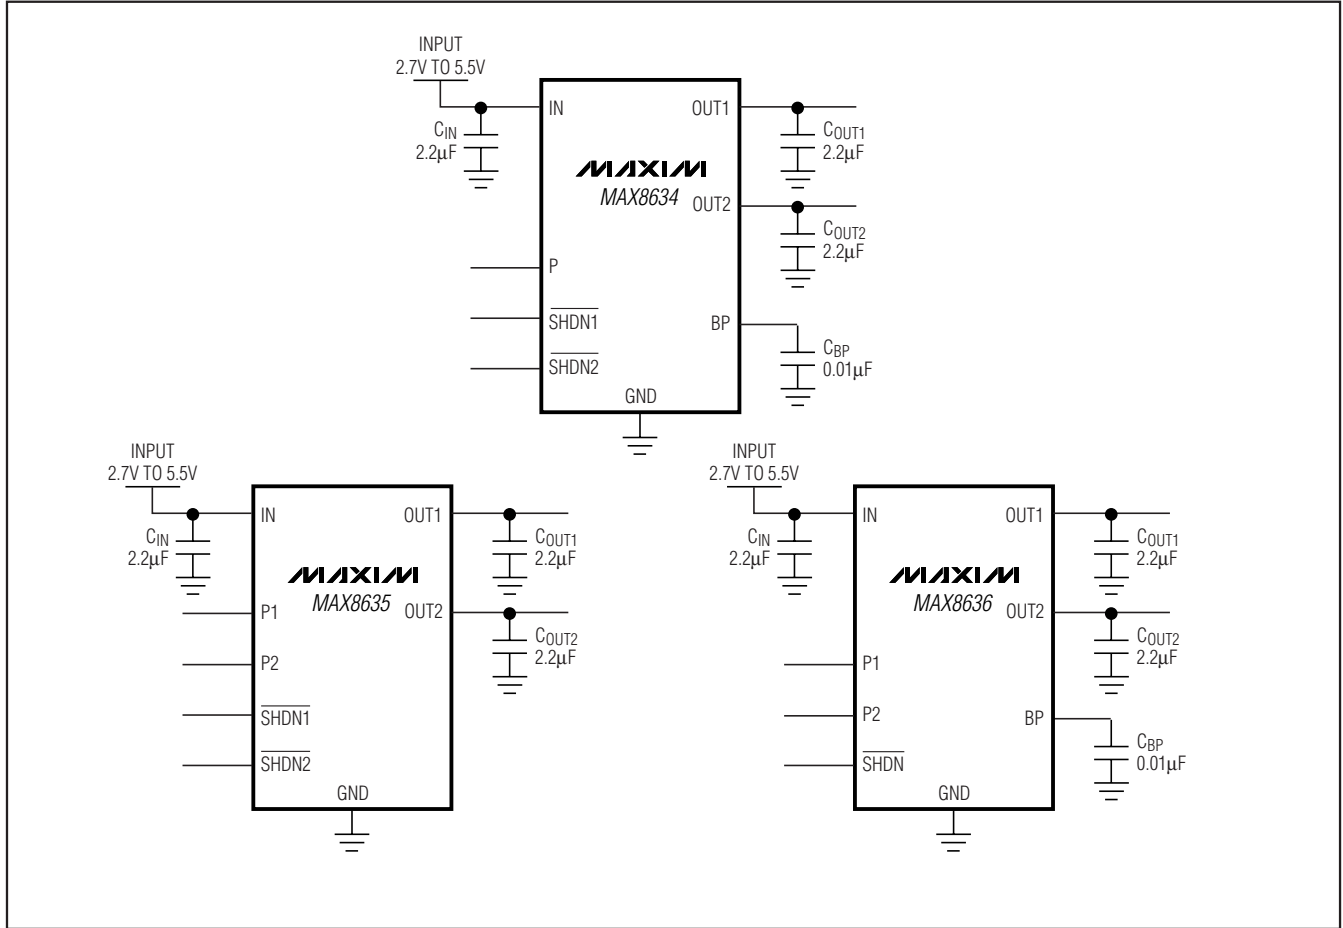 INPUT
2.7V TO 5.5V
IN
OUT1
CIN
2.2μF
COUT1
2.2μF
MAXIM
MAX8634
OUT2
COUT2
2.2μF
P
SHDN1
BP
SHDN2
CBP
0.01μF
GND
INPUT
2.7V TO 5.5V
IN
OUT1
CIN
2.2μF
COUT1
2.2μF
MAXIM
MAX8635
P1
OUT2
COUT2
2.2μF
P2
SHDN1
SHDN2
GND
INPUT
2.7V TO 5.5V
IN
OUT1
CIN
2.2μF
COUT1
2.2μF
MAXIM
MAX8636
OUT2
COUT2
2.2μF
P1
P2
BP
SHDN
CBP
0.01μF
GND